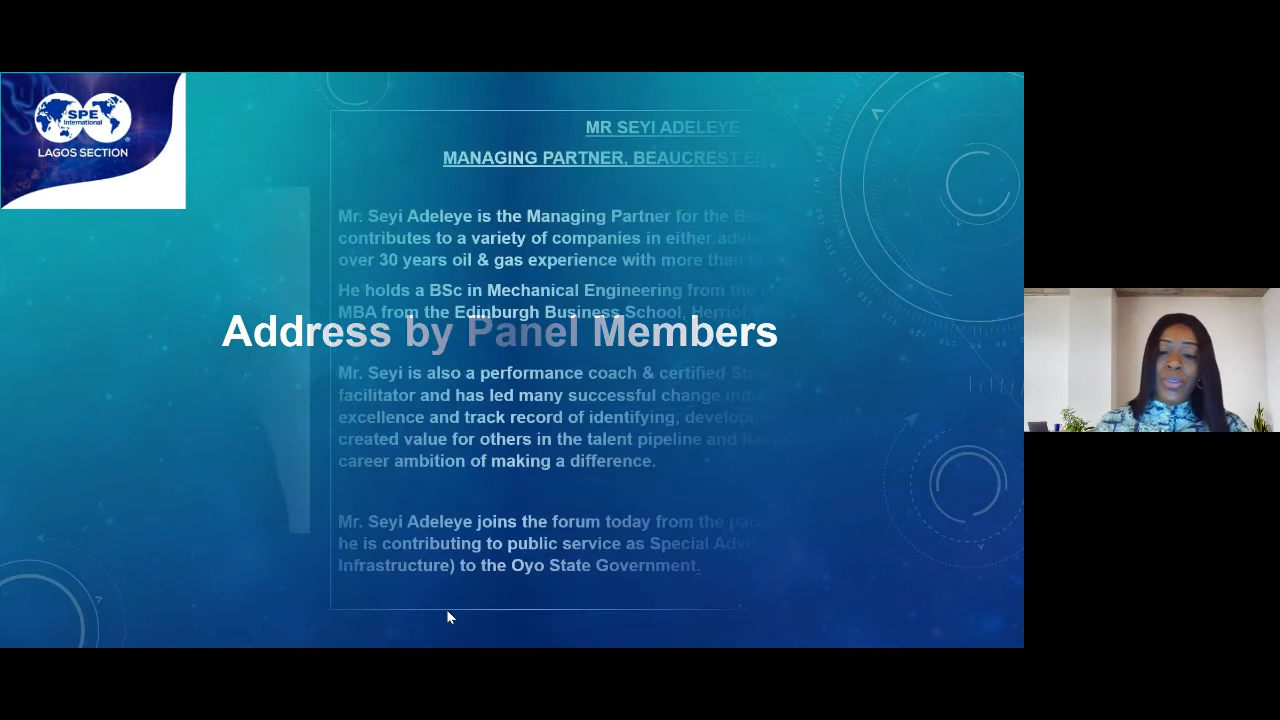 SPE
International
LAGOS SECTION
MR SEYI ADELEYE
MANAGING PARTNER, BEAUCREST
Mr. Seyi Adeleye is the Managing Partner for the
contributes to a variety of companies in either
over 30 years oil & gas experience with more than
He holds a BSc in Mechanical Engineering from the
MBA from the Edinburgh Business School,
Address by Panel Members
Mr. Seyi is also a performance coach & certified
facilitator and has led many successful change
excellence and track record of identifying,
created value for others in the talent pipeline and
career ambition of making a difference.
Mr. Seyi Adeleye joins the forum today from the
he is contributing to public service as Special
Infrastructure) to the Oyo State Government.